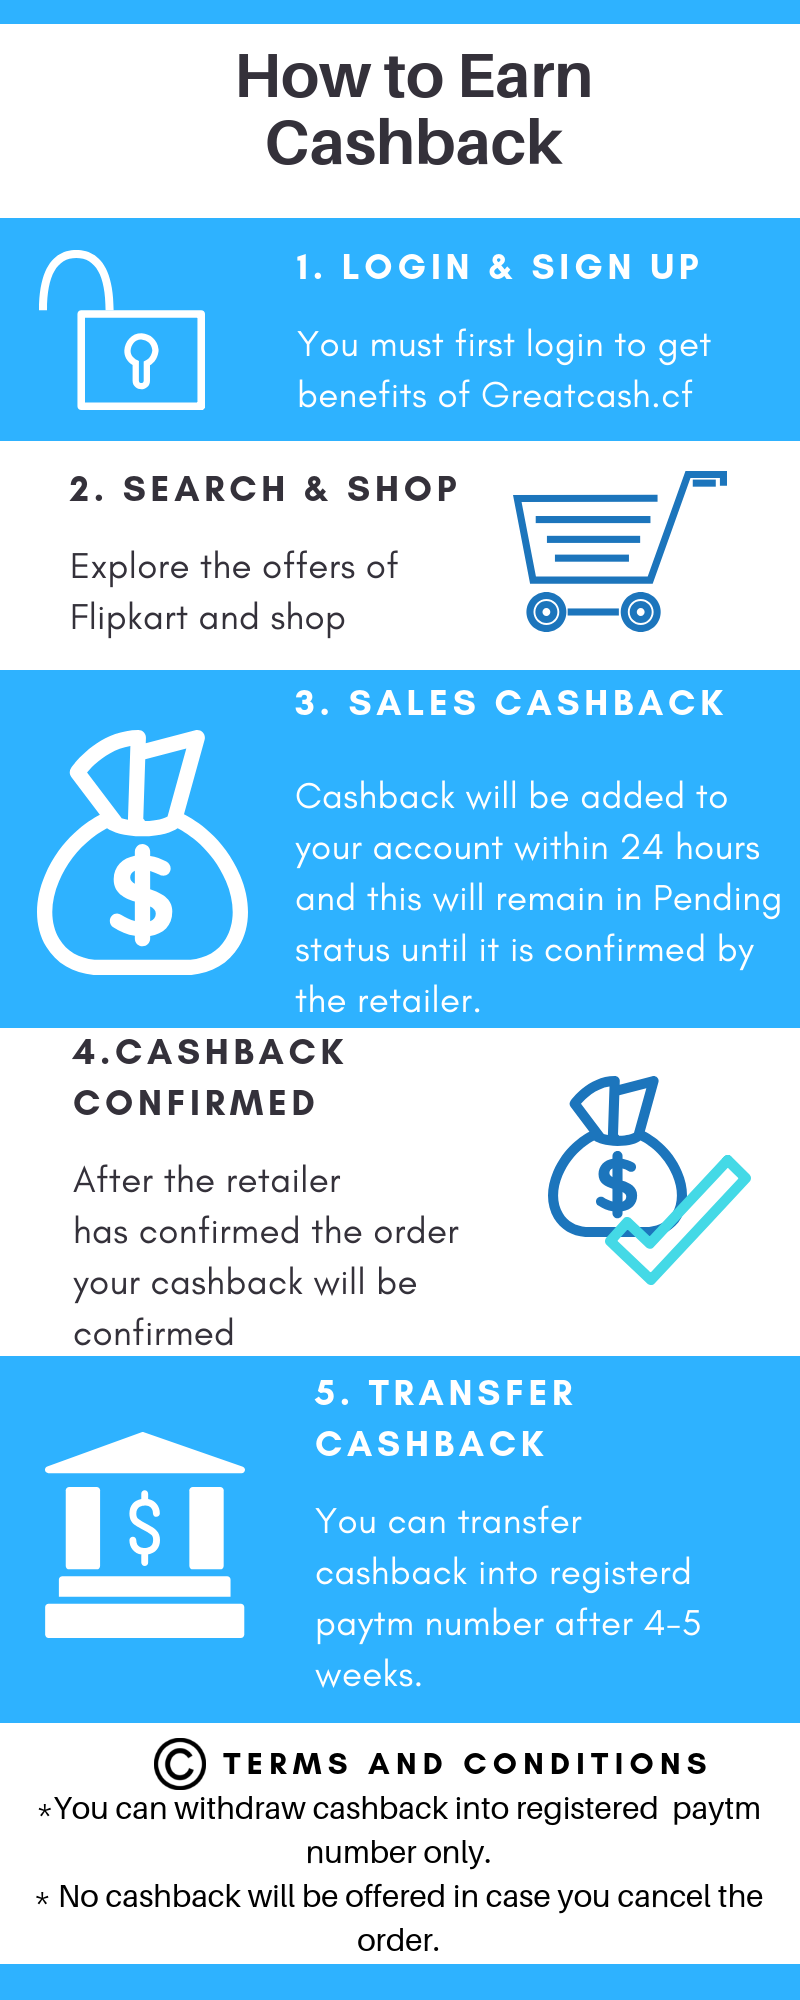 How to Earn
Cashback
1. LOGIN & SIGN UP
You must first login to get
benefits of Greatcash.cf
2. SEARCH & SHOP
Explore the offers of
Flipkart and shop
3. SALES CASHBACK
Cashback will be added to
your account within 24 hours
and this will remain in Pending
status until it is confirmed by
the retailer.
$
4.CASHBACK
CONFIRMED
After the retailer
has confirmed the order
your cashback will be
confirmed
$
5. TRANSFER
CASHBACK
You can transfer
cashback into registerd
paytm number after 4-5
weeks.
$
© TERMS AND CONDITIONS
*You can withdraw cashback into registered paytm
number only.
* No cashback will be offered in case you cancel the
order.